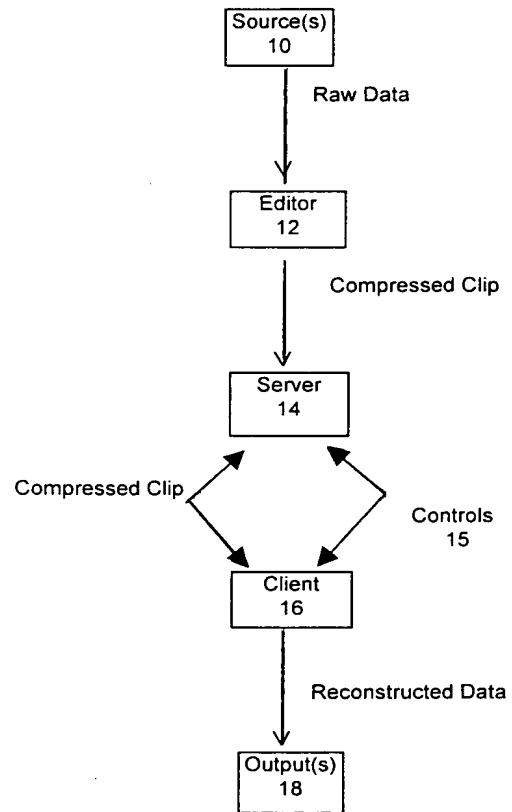 Source(s)
10
Raw Data
Editor
12
Compressed Clip
Server
14
Compressed Clip
Controls
15
Client
16
Reconstructed Data
Output(s)
18